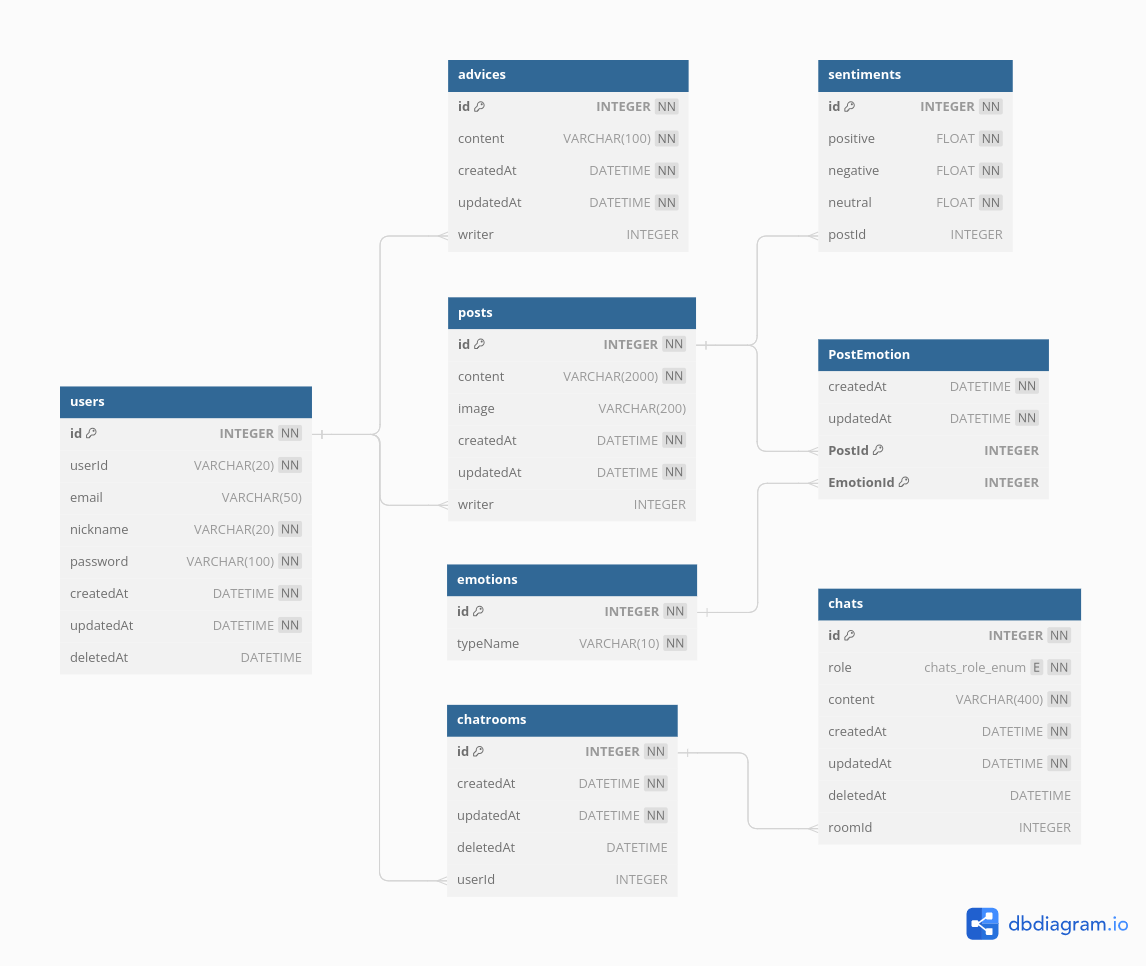 advices
id INTEGER NN
content VARCHAR(100) NN
createdAt DATETIME NN
updatedAt DATETIME NN
writer INTEGER
sentiments
id INTEGER NN
positive FLOAT NN
negative FLOAT NN
neutral FLOAT NN
postId INTEGER
posts
id INTEGER NN
content VARCHAR(2000) NN
image VARCHAR(200)
createdAt DATETIME NN
updatedAt DATETIME NN
writer INTEGER
PostEmotion
createdAt DATETIME NN
updatedAt DATETIME NN
PostId INTEGER
EmotionId INTEGER
users
id INTEGER NN
userId VARCHAR(20) NN
email VARCHAR(50)
nickname VARCHAR(20) NN
password VARCHAR(100) NN
createdAt DATETIME NN
updatedAt DATETIME NN
deletedAt DATETIME
emotions
id INTEGER NN
typeName VARCHAR(10) NN
chats
id INTEGER NN
role chats_role_enum E NN
content VARCHAR(400) NN
createdAt DATETIME NN
updatedAt DATETIME NN
deletedAt DATETIME
roomId INTEGER
chatrooms
id INTEGER NN
createdAt DATETIME NN
updatedAt DATETIME NN
deletedAt DATETIME
userId INTEGER
dbdiagram.io